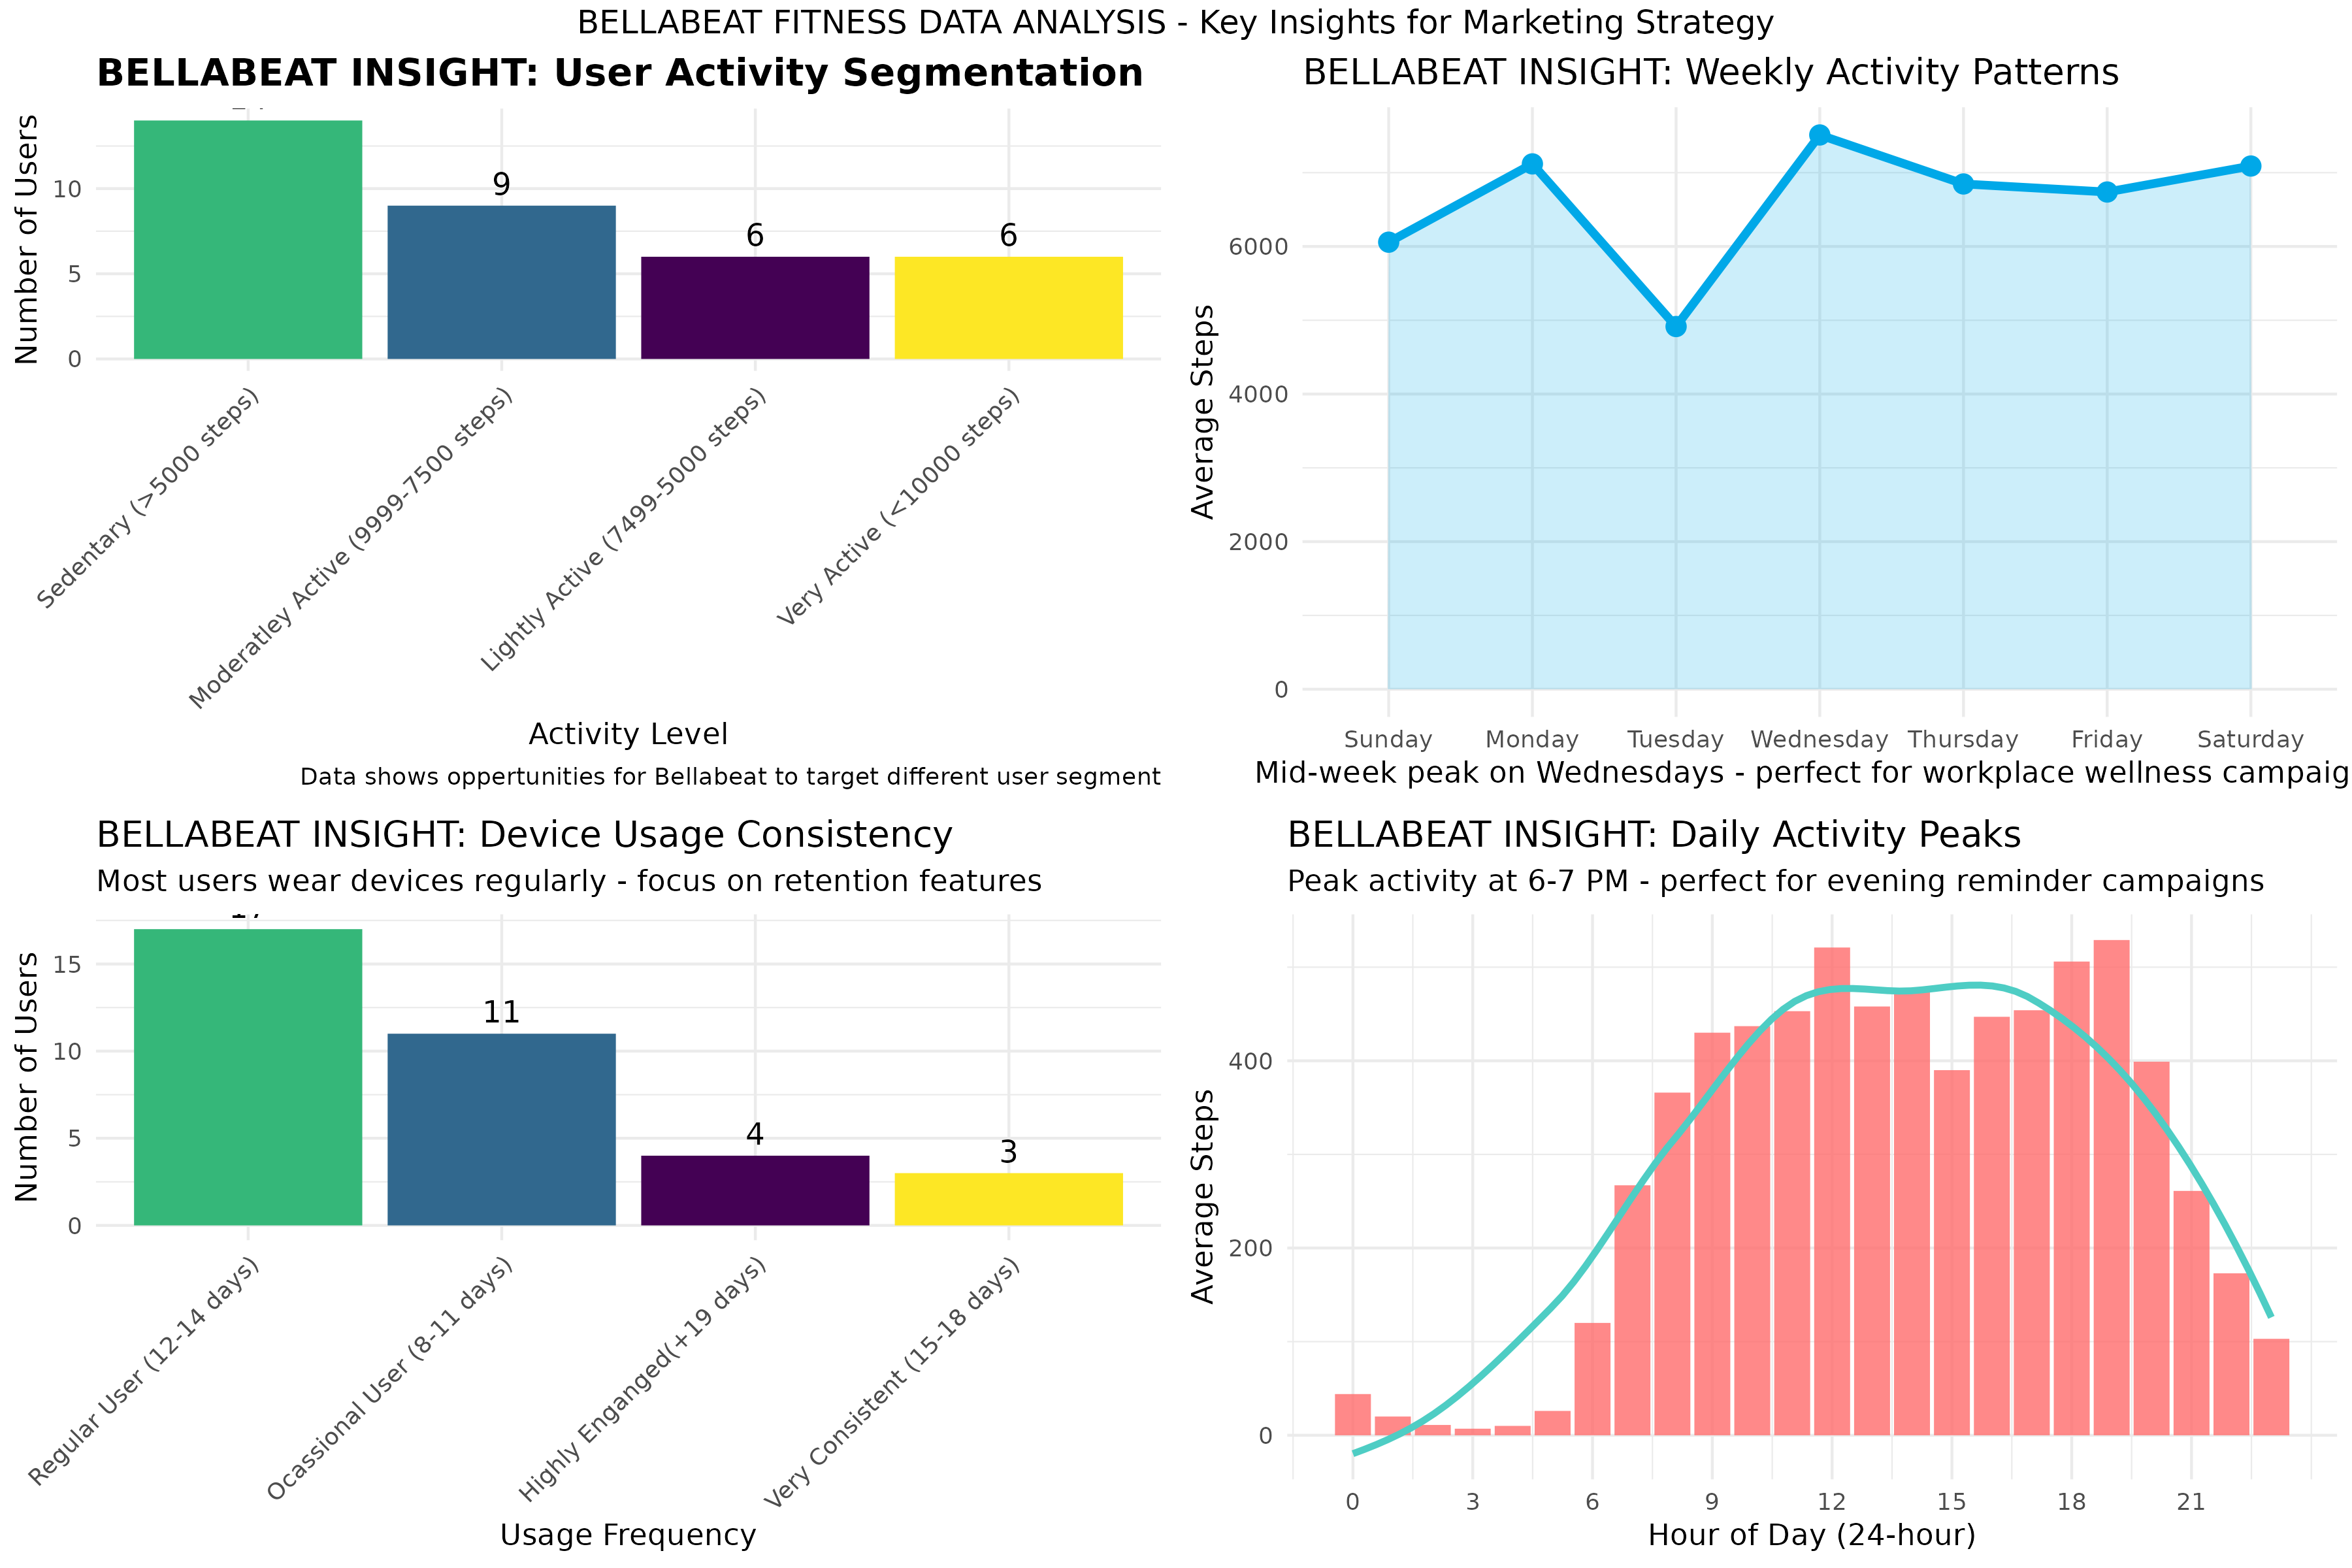 BELLABEAT FITNESS DATA ANALYSIS - Key Insights for Marketing Strategy
BELLABEAT INSIGHT: User Activity Segmentation
Number of Users
10
5
0
9
6
6
Sedentary (>5000 steps)
Moderatley Active (9999-7500 steps)
Lightly Active (7499-5000 steps)
Very Active (<10000 steps)
Activity Level
Data shows oppertunities for Bellabeat to target different user segment
BELLABEAT INSIGHT: Weekly Activity Patterns
Average Steps
6000
4000
2000
0
Sunday Monday Tuesday Wednesday Thursday Friday Saturday
Mid-week peak on Wednesdays - perfect for workplace wellness campaig
BELLABEAT INSIGHT: Device Usage Consistency
Most users wear devices regularly - focus on retention features
Number of Users
15
10
5
0
17
11
4
3
Regular User (12-14 days)
Ocassional User (8-11 days)
Highly Enganged(+19 days)
Very Consistent (15-18 days)
Usage Frequency
BELLABEAT INSIGHT: Daily Activity Peaks
Peak activity at 6-7 PM - perfect for evening reminder campaigns
Average Steps
400
200
0
0 3 6 9 12 15 18 21
Hour of Day (24-hour)